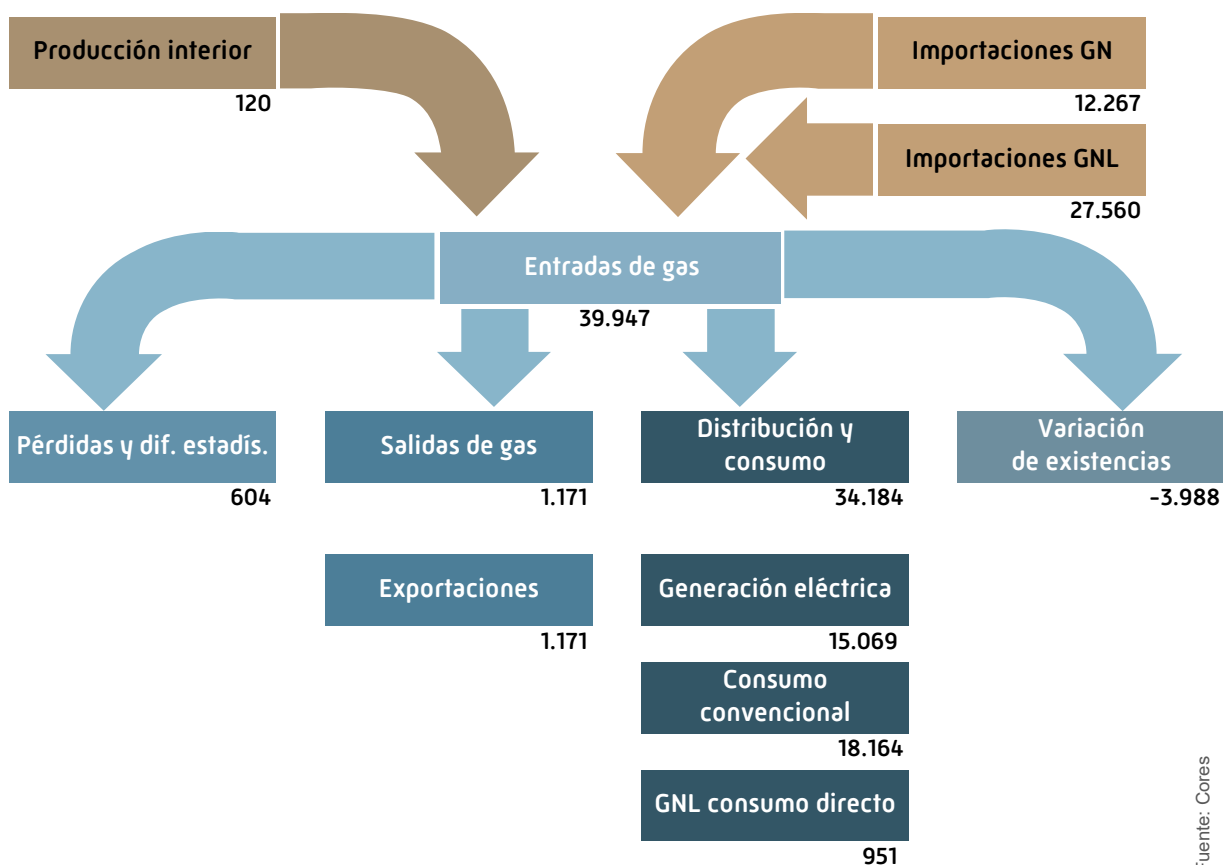 Producción interior
120
Importaciones GN
12.267
Importaciones GNL
27.560
Entradas de gas
39.947
Pérdidas y dif. estadís.
604
Salidas de gas
1.171
Distribución y
consumo
34.184
Variación
de existencias
-3.988
Exportaciones
1.171
Generación eléctrica
15.069
Consumo
convencional
18.164
GNL consumo directo
951
Fuente: Cores